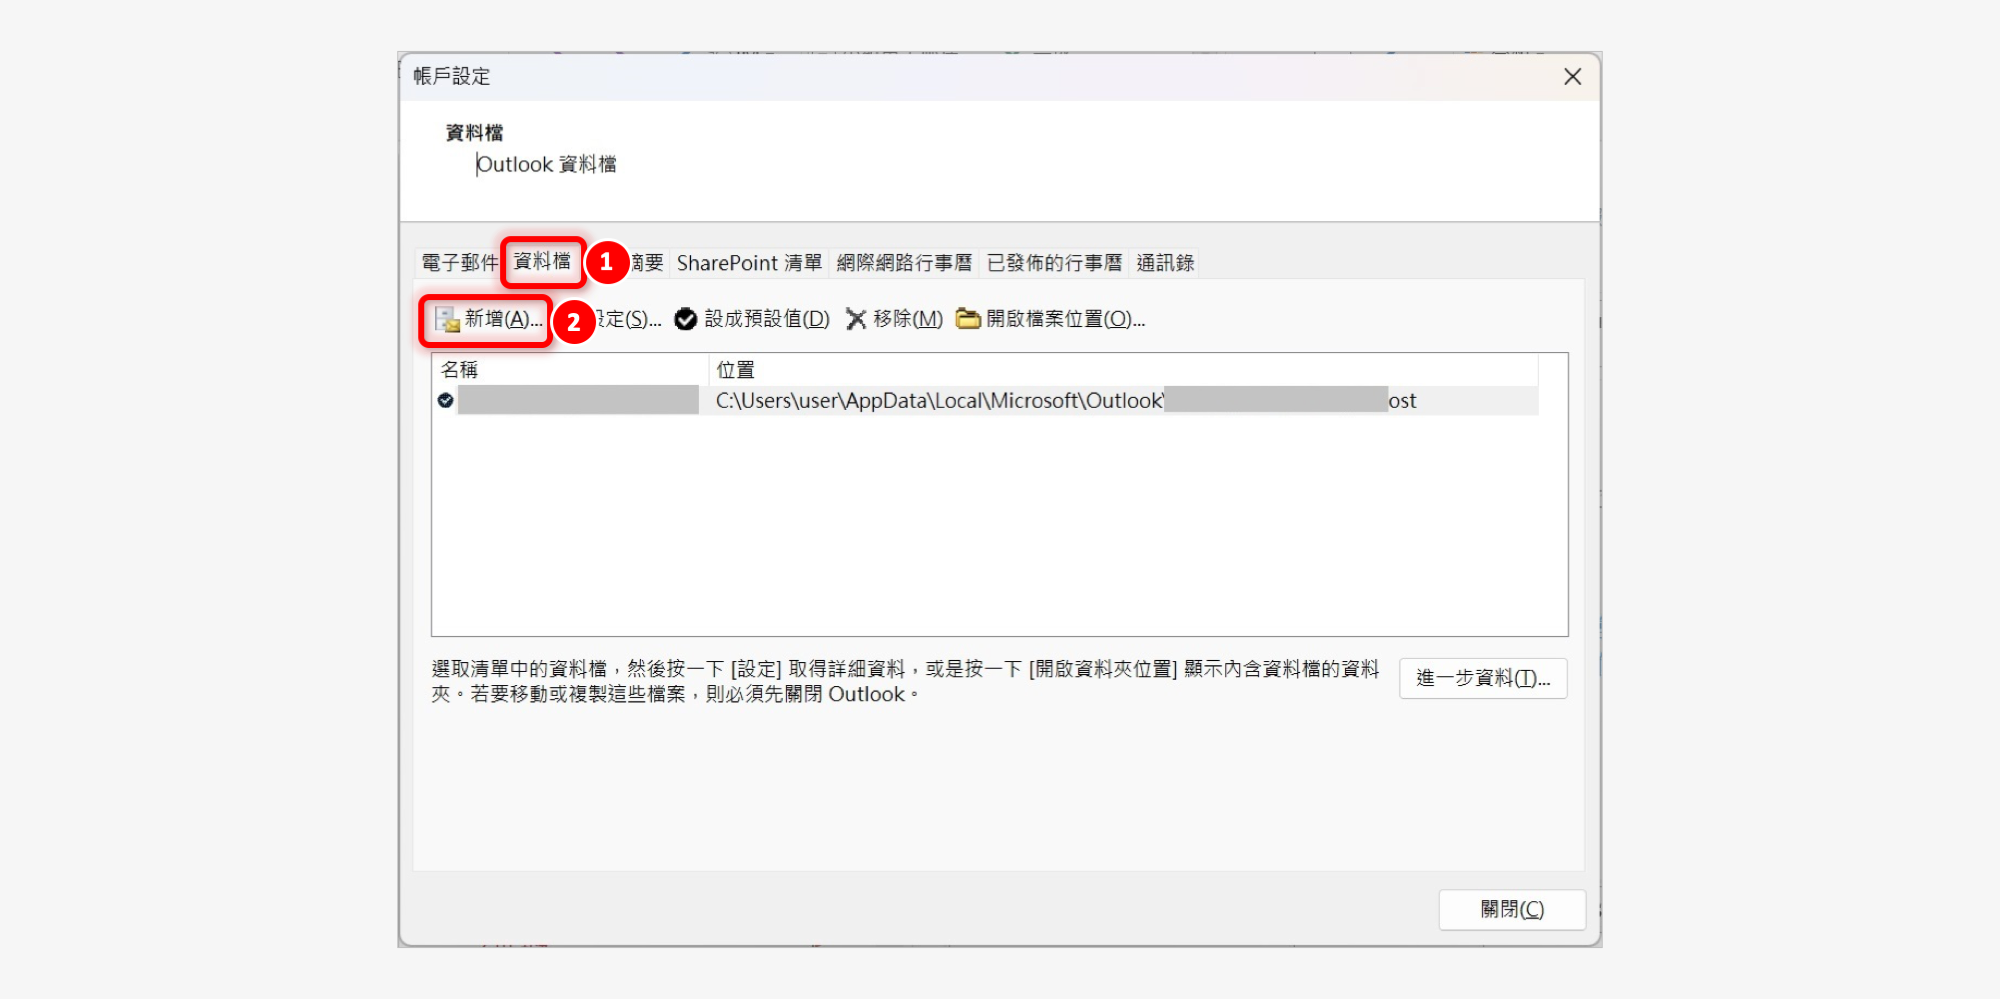 帳戶設定
資料檔
Outlook 資料檔
電子郵件 資料檔 1 摘要 SharePoint 清單 網際網路行事曆 已發佈的行事曆 通訊錄
新增(A)... 2 設定(S)... 設成預設值(D) 移除(M) 開啟檔案位置(O)...
名稱 位置
C:\Users\user\AppData\Local\Microsoft\Outlook\ ost
選取清單中的資料檔，然後按一下 [設定] 取得詳細資料，或是按一下 [開啟資料夾位置] 顯示內含資料檔的資料
夾。若要移動或複製這些檔案，則必須先關閉 Outlook。
進一步資料(T)...
關閉(C)